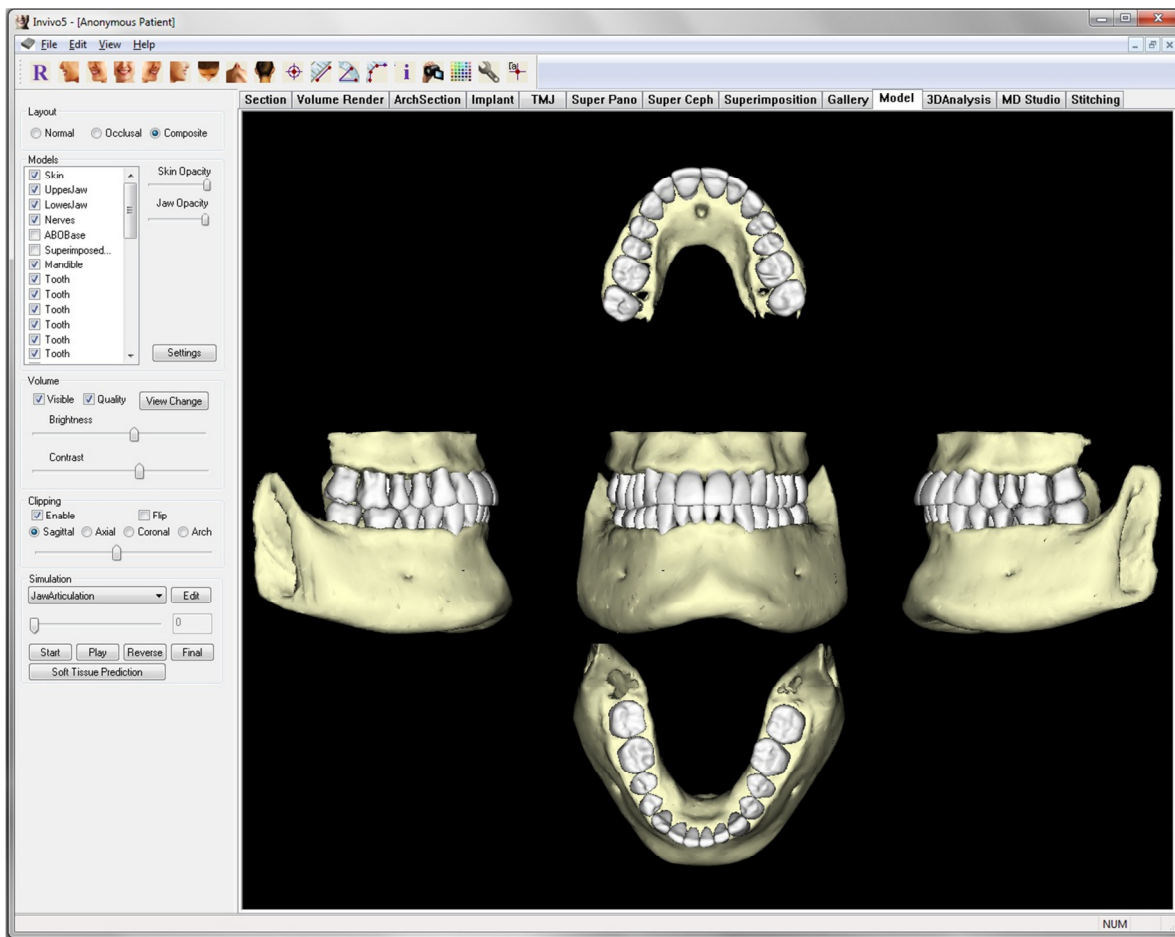 Invivo5 - [Anonymous Patient]
File Edit View Help
R i [a]
Section Volume Render ArchSection Implant TMJ Super Pano Super Ceph Superimposition Gallery Model 3DAnalysis MD Studio Stitching
Layout
Normal Occlusal Composite
Models
Skin
UpperJaw
LowerJaw
Nerves
ABOBase
Superimposed...
Mandible
Tooth
Tooth
Tooth
Tooth
Tooth
Tooth
Skin Opacity
Jaw Opacity
Settings
Volume
Visible Quality View Change
Brightness
Contrast
Clipping
Enable Flip
Sagittal Axial Coronal Arch
Simulation
JawArticulation Edit
0
Start Play Reverse Final
Soft Tissue Prediction
NUM